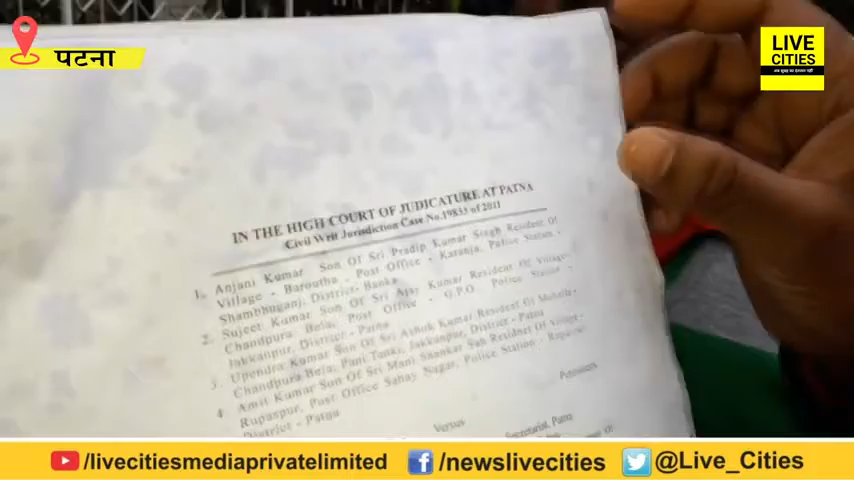 पटना
LIVE
CITIES
IN THE HIGH COURT OF JUDICATURE AT PATNA
Civil Writ Jurisdiction Case No.19833 of 2011
1. Anjani Kumar Son Of Sri Pradip Kumar Singh Resident Of
Village - Baroutha - Post Office - Karanja, Police Station -
Shambhuganj, District- Banka
2. Sujeet Kumar Son Of Sri Ajay Kumar Resident Of Village-
Chandpura Bela, Post Office - G.P.O. Police Station -
Jakkanpur, District - Patna
3. Upendra Kumar Son Of Sri Ashok Kumar Resident Of Mohalla-
Chandpura Bela, Pani Tanki, Jakkanpur, District - Patna
4 Amit Kumar Son Of Sri Mani Shankar Sah Resident Of Village-
Rupaspur, Post Office Sahay Nagar, Police Station - Rupaspur
District - Patna
Versus
Secretariat, Patna
/livecitiesmediaprivatelimited
f /newslivecities
@Live_Cities